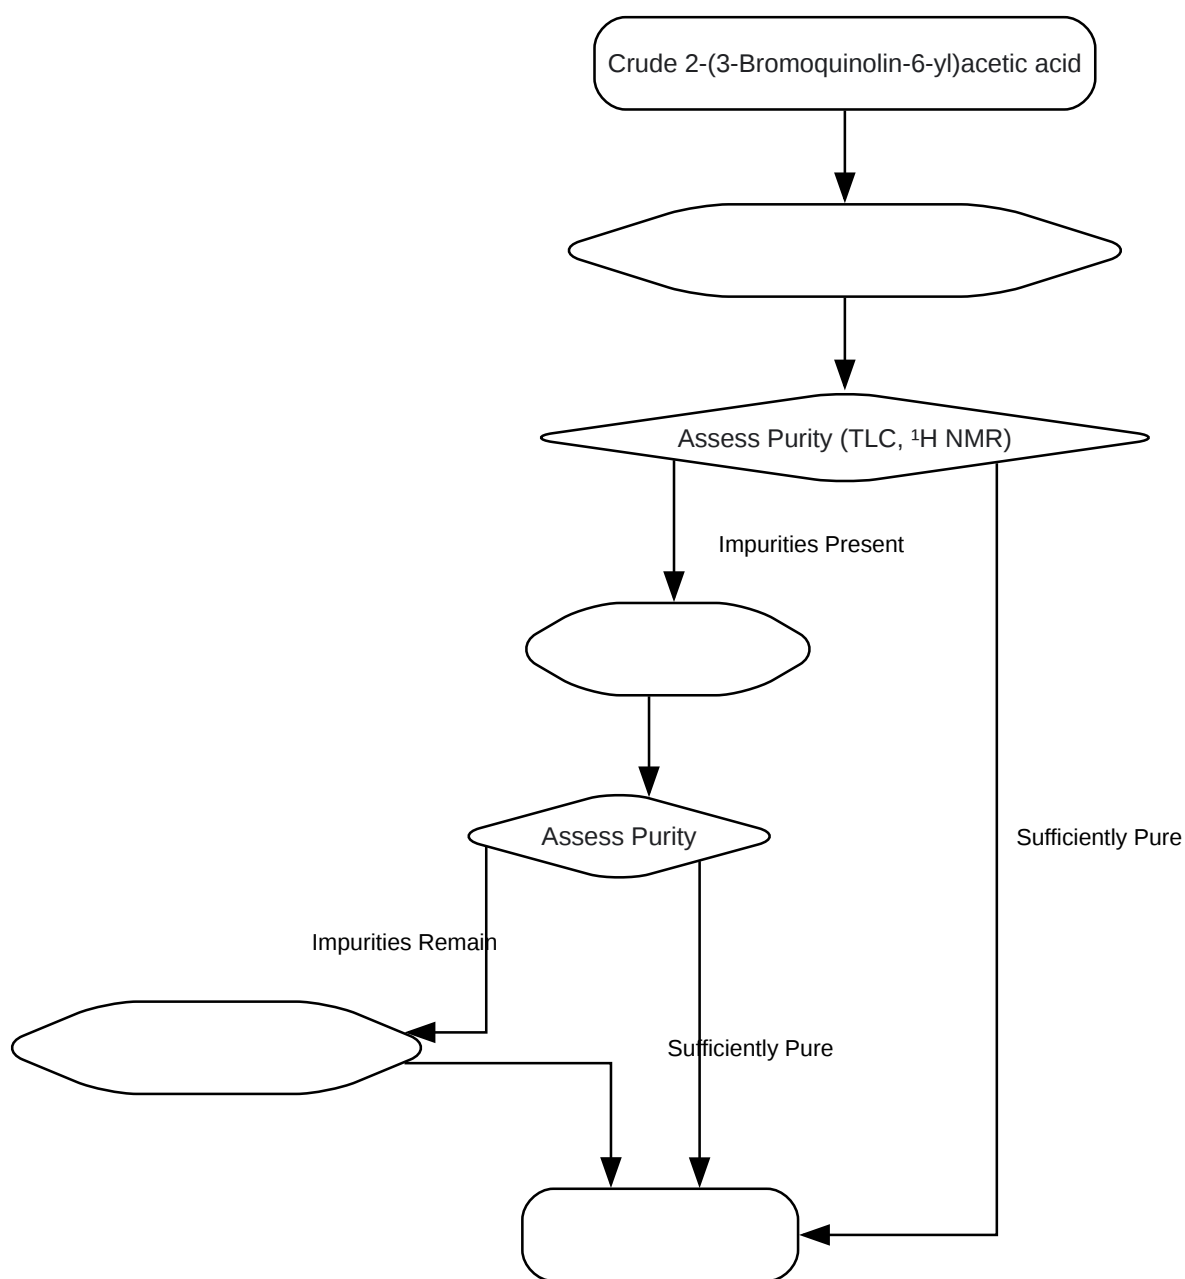 Crude 2-(3-Bromoquinolin-6-yl)acetic acid
Assess Purity (TLC, ¹H NMR)
Impurities Present
Assess Purity
Sufficiently Pure
Impurities Remain
Sufficiently Pure